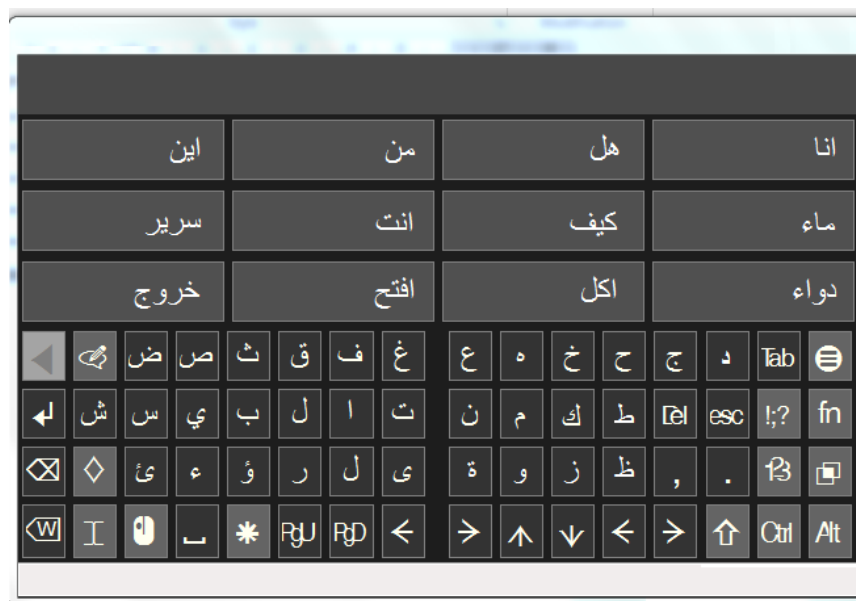 انا هل من اين
ماء كيف انت سرير
دواء اكل افتح خروج
Tab د ج ح خ ه ع غ ف ق ث ص ض
fn !;? esc Del ط ك م ن ت ا ل ب ي س ش
123 . , ظ ز و ة ى ل ر ؤ ء ئ
Alt Ctrl PgD PgU W